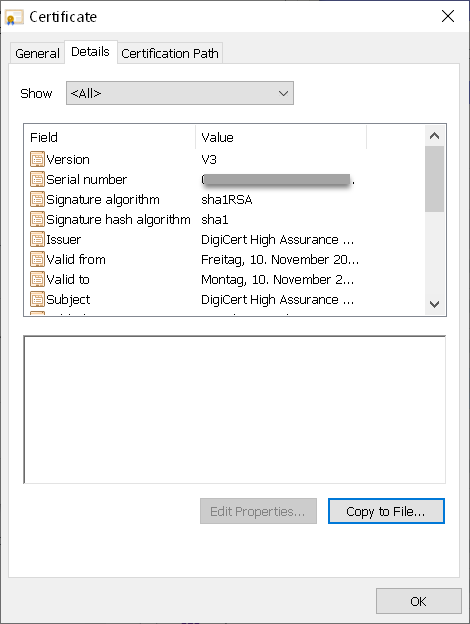 Certificate
General Details Certification Path
Show <All>
Field Value
Version V3
Serial number
Signature algorithm sha1RSA
Signature hash algorithm sha1
Issuer DigiCert High Assurance ...
Valid from Freitag, 10. November 20...
Valid to Montag, 10. November 2...
Subject DigiCert High Assurance ...
Edit Properties... Copy to File...
OK